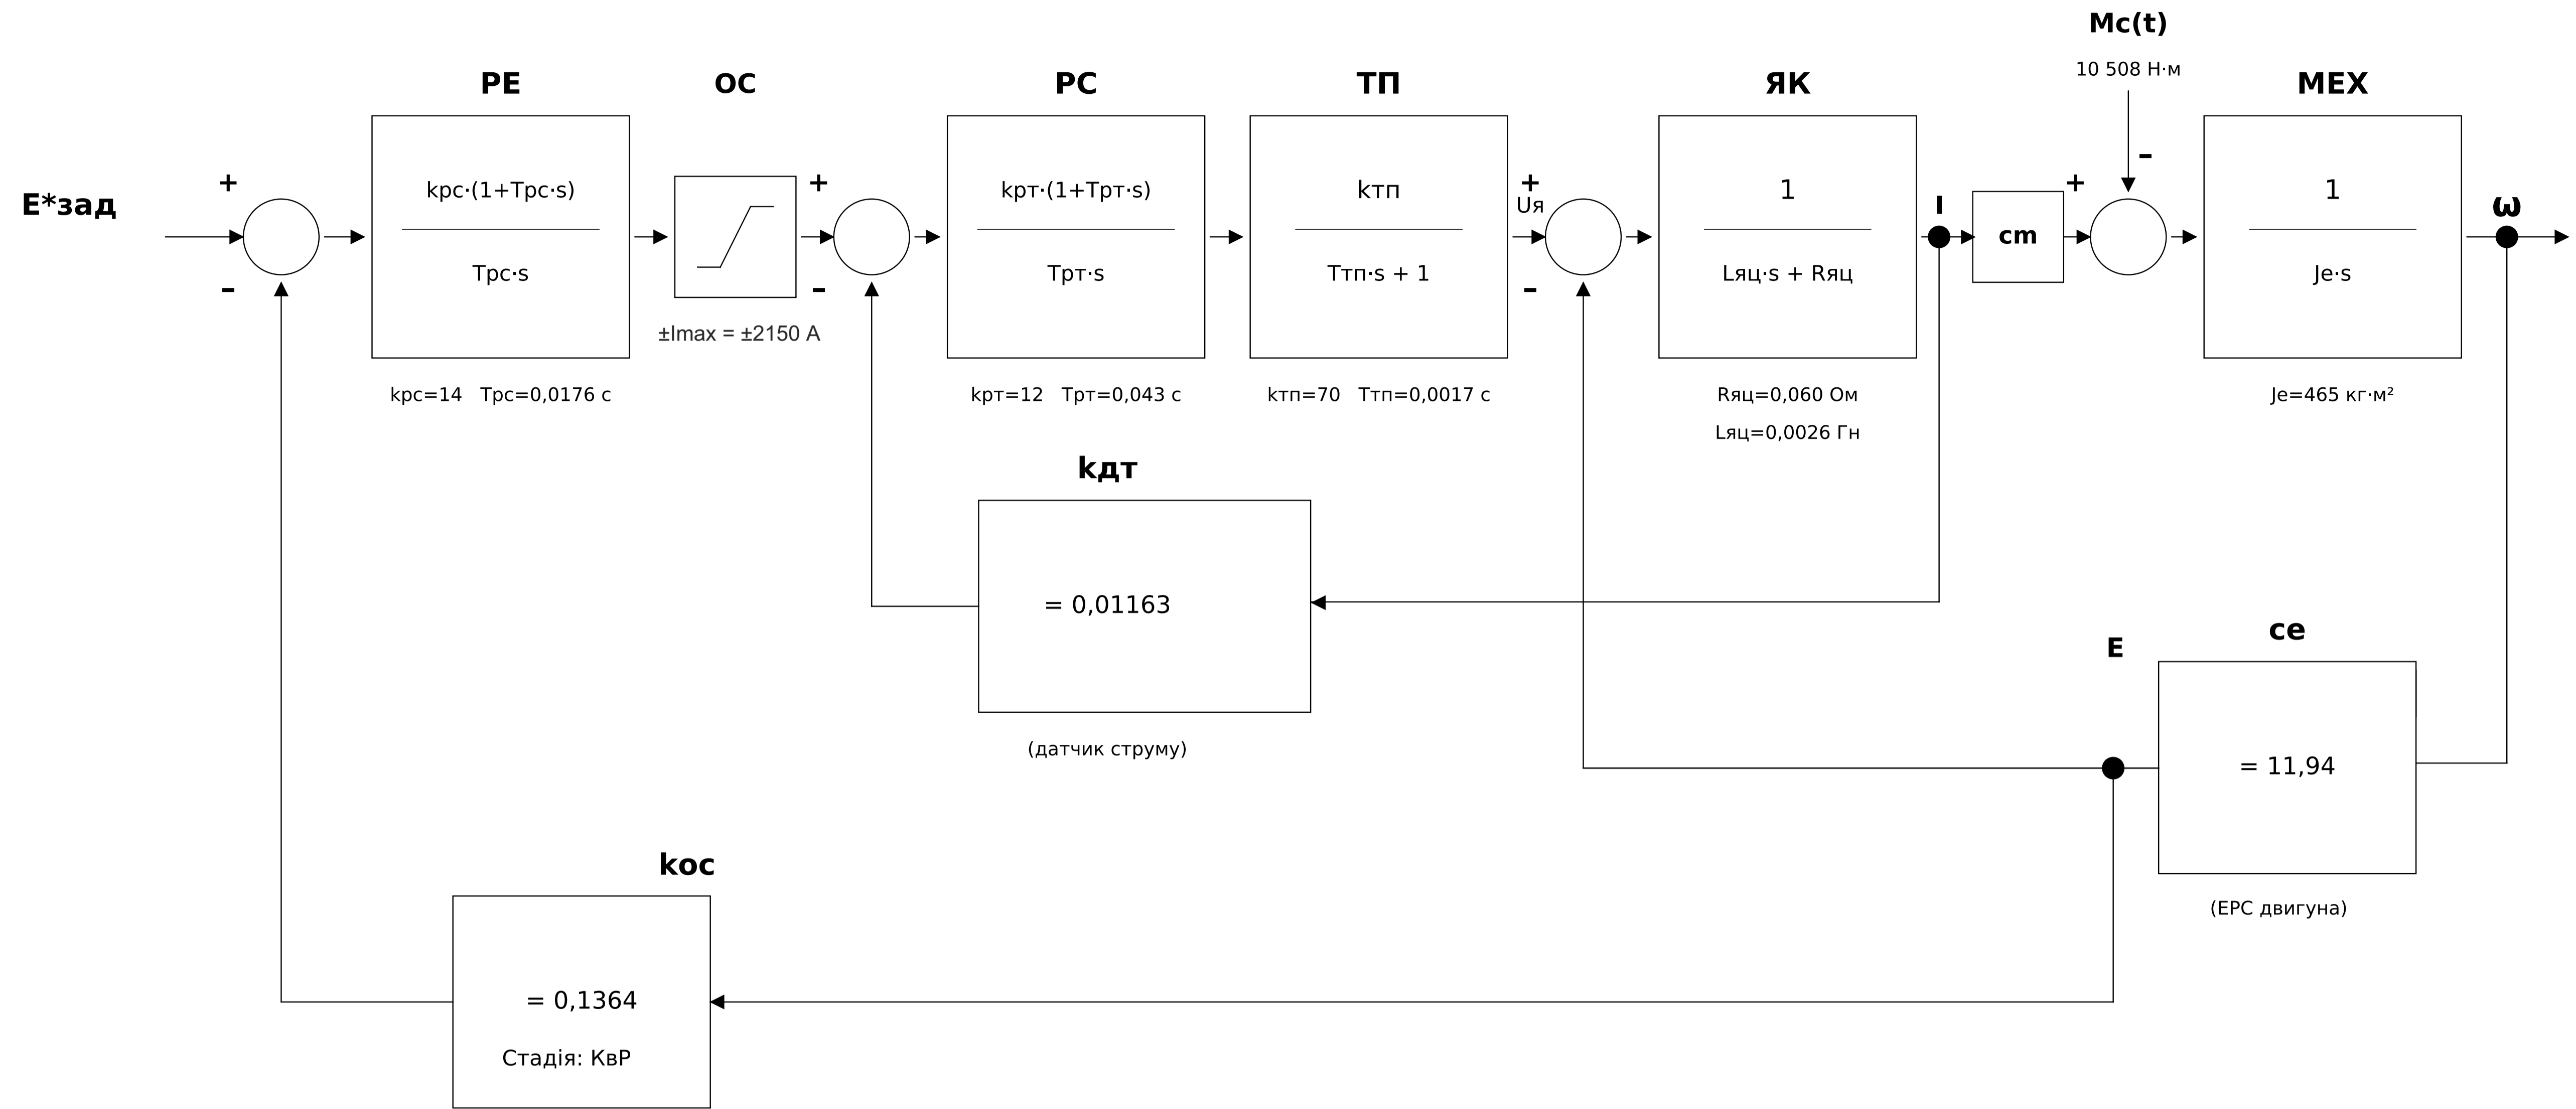 Mc(t)
10 508 Н·м
РЕ
ОС
РС
ТП
ЯК
МЕХ
E*зад
+
–
kрс·(1+Tрс·s)
Tрс·s
+
–
±Imax = ±2150 А
kрт·(1+Tрт·s)
Tрт·s
kтп
Tтп·s + 1
+
Uя
–
1
Lяц·s + Rяц
I
cm
+
–
1
Je·s
ω
kрс=14 Tрс=0,0176 с
kрт=12 Tрт=0,043 с
kтп=70 Tтп=0,0017 с
Rяц=0,060 Ом
Lяц=0,0026 Гн
Je=465 кг·м²
kдт
= 0,01163
(датчик струму)
E
ce
= 11,94
(ЕРС двигуна)
kос
= 0,1364
Стадія: КвР